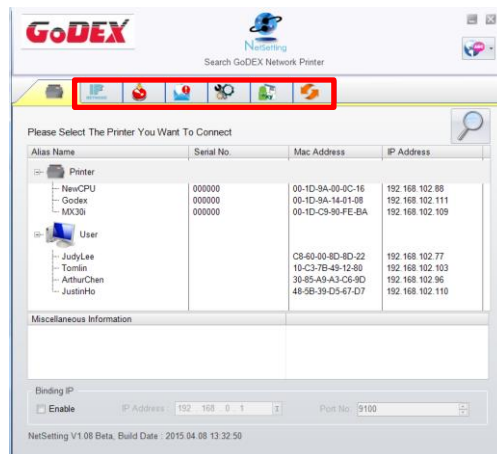 GoDEX
NetSetting
Search GoDEX Network Printer
IP
Please Select The Printer You Want To Connect
Alias Name Serial No. Mac Address IP Address
Printer
NewCPU 000000 00-1D-9A-00-0C-16 192.168.102.88
Godex 000000 00-1D-9A-14-01-08 192.168.102.111
MX30i 000000 00-1D-C9-90-FE-BA 192.168.102.109
User
JudyLee C8-60-00-8D-8D-22 192.168.102.77
Tomlin 10-C3-7B-49-12-80 192.168.102.103
ArthurChen 30-85-A9-A3-C6-9D 192.168.102.96
JustinHo 48-5B-39-D5-67-D7 192.168.102.110
Miscellaneous Information
Binding IP
Enable IP Address : 192 . 168 . 0 . 1 Port No. 9100
NetSetting V1.08 Beta, Build Date : 2015.04.08 13:32:50